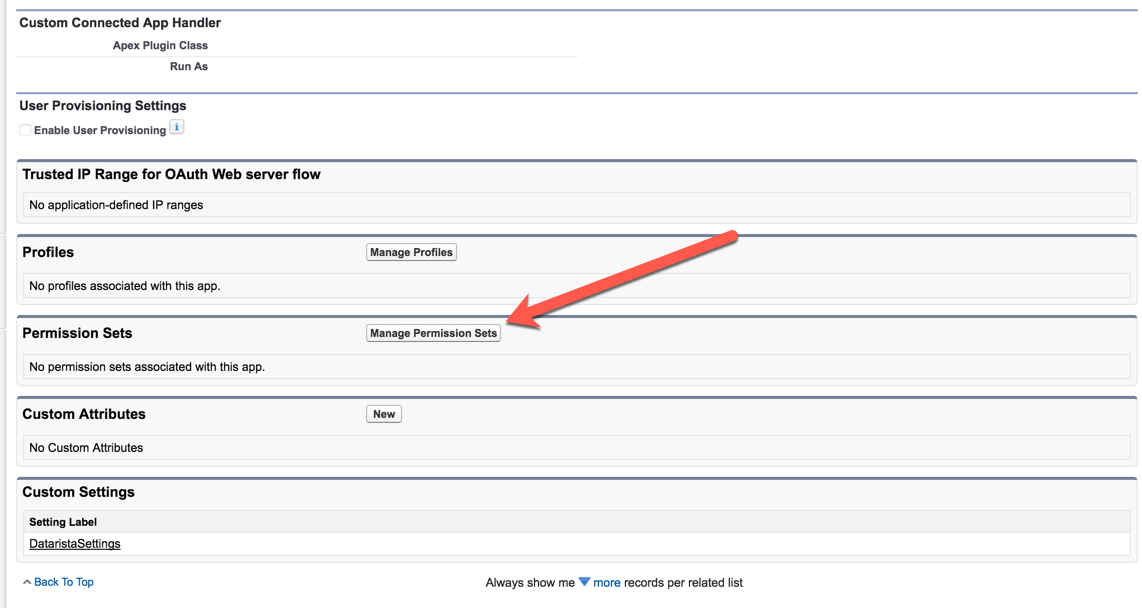 Custom Connected App Handler
Apex Plugin Class
Run As
User Provisioning Settings
Enable User Provisioning i
Trusted IP Range for OAuth Web server flow
No application-defined IP ranges
Profiles Manage Profiles
No profiles associated with this app.
Permission Sets Manage Permission Sets
No permission sets associated with this app.
Custom Attributes New
No Custom Attributes
Custom Settings
Setting Label
DataristaSettings
Back To Top Always show me more records per related list